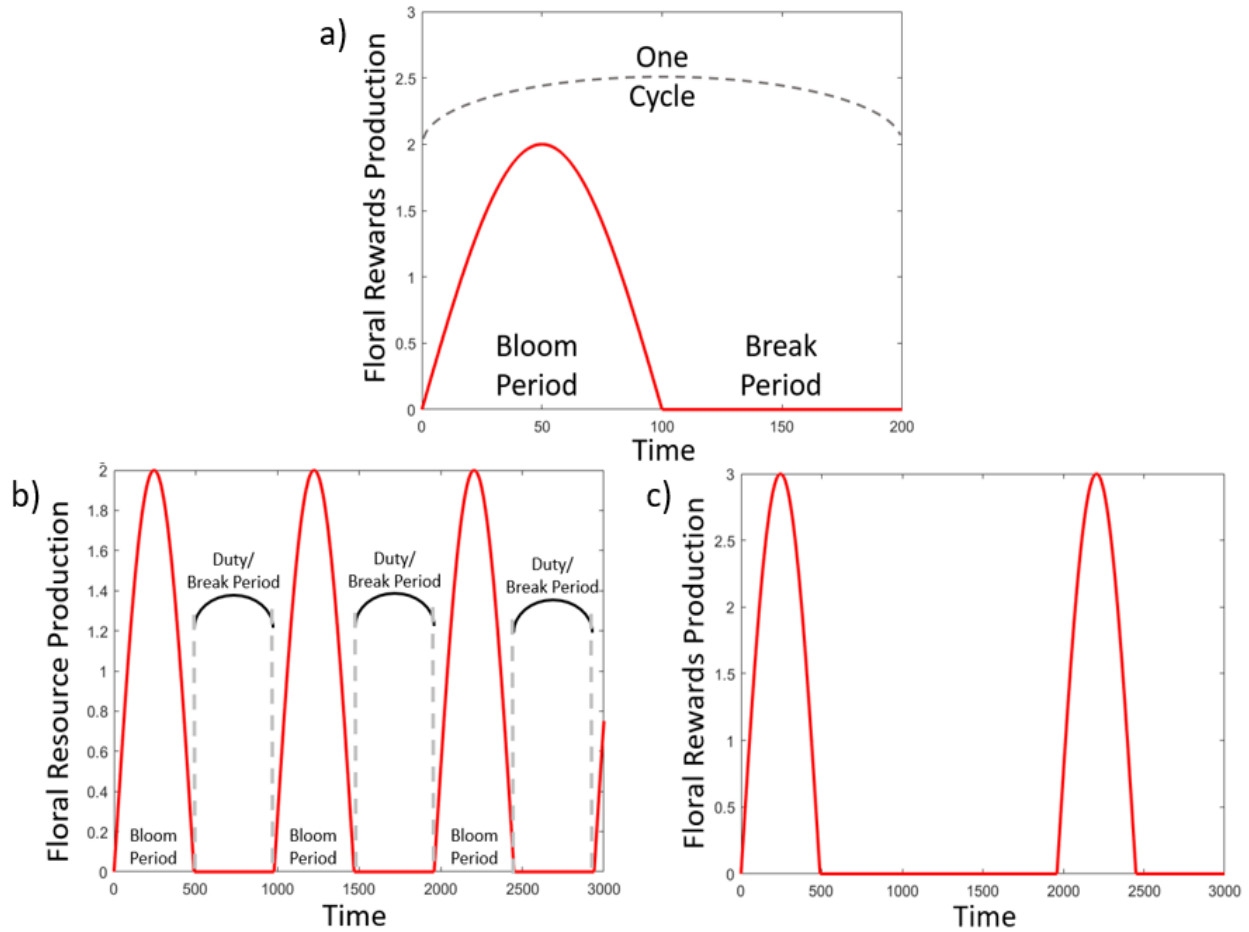 a)
Floral Rewards Production
3
2.5
2
1.5
1
0.5
0
One
Cycle
Bloom
Period
Break
Period
0
50
100
150
200
Time
b)
Floral Resource Production
2
1.8
1.6
1.4
1.2
1
0.8
0.6
0.4
0.2
0
Duty/
Break Period
Duty/
Break Period
Duty/
Break Period
Bloom
Period
Bloom
Period
Bloom
Period
0
500
1000
1500
2000
2500
3000
Time
c)
Floral Rewards Production
3
2.5
2
1.5
1
0.5
0
0
500
1000
1500
2000
2500
3000
Time